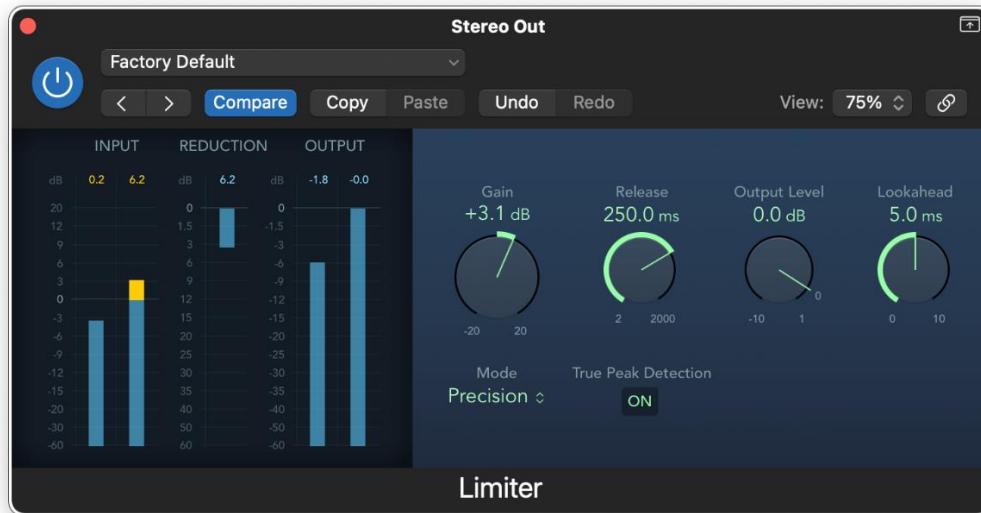 Stereo Out
Factory Default
Compare Copy Paste Undo Redo View: 75%
INPUT REDUCTION OUTPUT
dB 0.2 6.2 dB 6.2 dB -1.8 -0.0
20 0 0
12 1.5 -1.5
9 3 -3
6 6 -6
3 9 -9
0 12 -12
-3 15 -15
-6 20 -20
-9 25 -25
-12 30 -30
-15 35 -35
-20 40 -40
-30 50 -50
-60 60 -60
Gain Release Output Level Lookahead
+3.1 dB 250.0 ms 0.0 dB 5.0 ms
0
-20 20 2 2000 -10 1 0 10
Mode True Peak Detection
Precision ON
Limiter